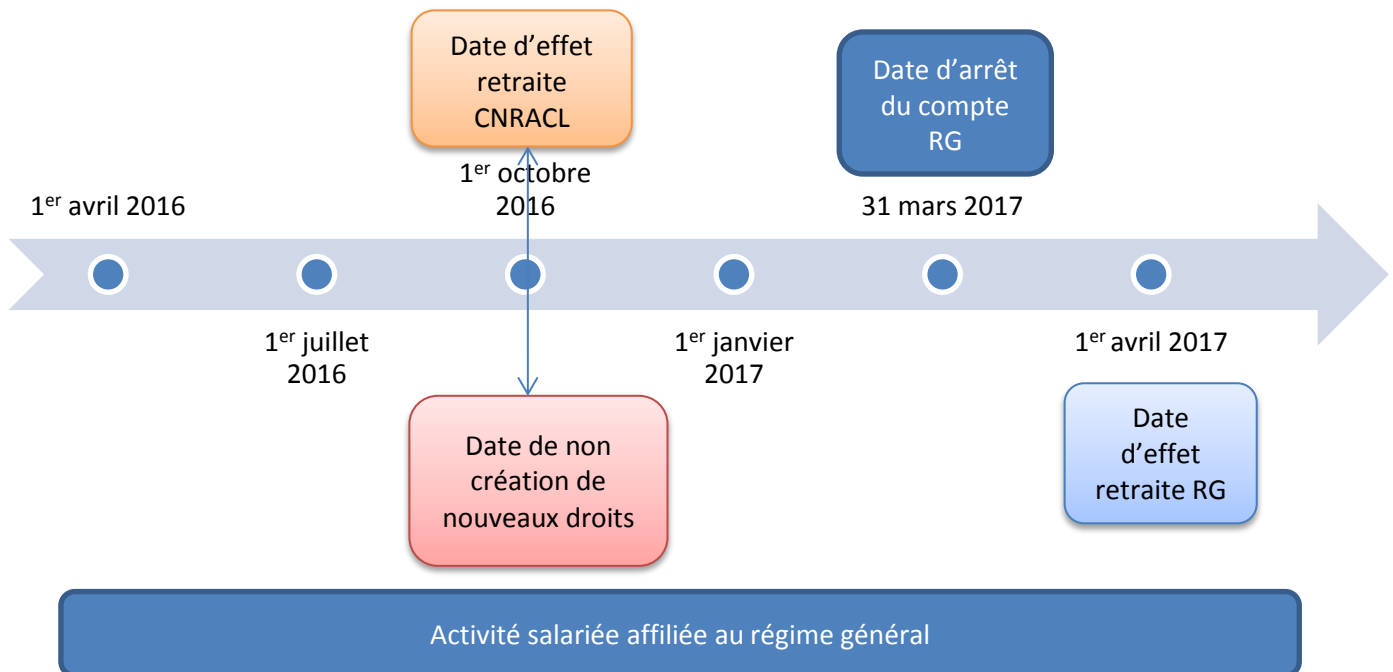 Date d’effet
retraite
CNRACL
Date d’arrêt
du compte
RG
1er avril 2016
1er octobre
2016
31 mars 2017
1er juillet
2016
1er janvier
2017
1er avril 2017
Date de non
création de
nouveaux droits
Date
d’effet
retraite RG
Activité salariée affiliée au régime général